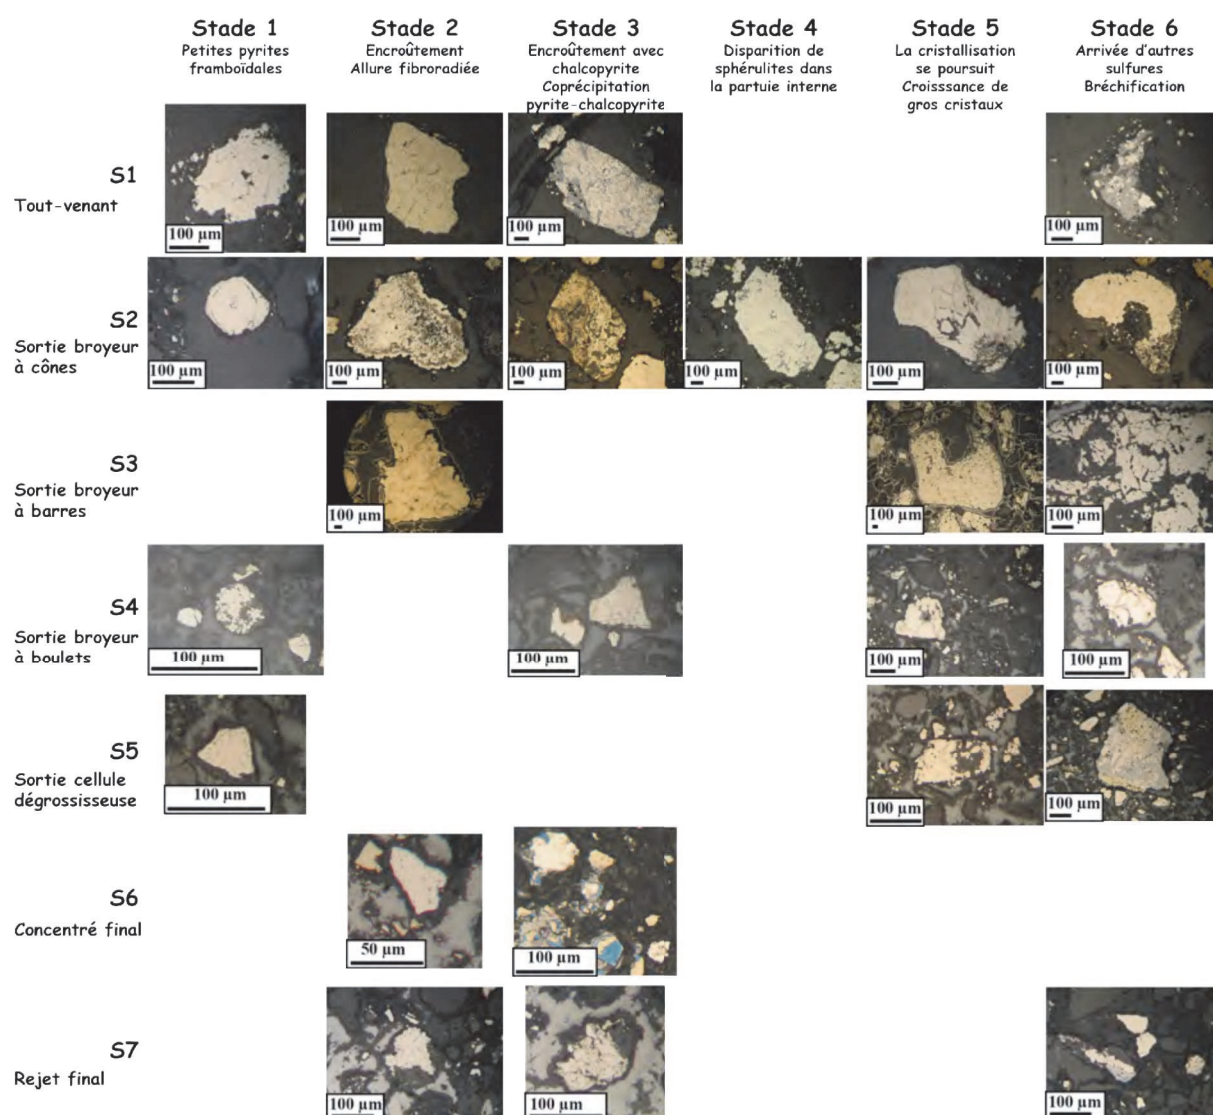 Stade 1
Petites pyrites
framboïdales
Stade 2
Encroûtement
Allure fibroradiée
Stade 3
Encroûtement avec
chalcopyrite
Coprécipitation
pyrite-chalcopyrite
Stade 4
Disparition de
sphérulites dans
la partuie interne
Stade 5
La cristallisation
se poursuit
Croisssance de
gros cristaux
Stade 6
Arrivée d'autres
sulfures
Bréchification
S1
Tout-venant
100 µm
100 µm
100 µm
100 µm
S2
Sortie broyeur
à cônes
100 µm
100 µm
100 µm
100 µm
100 µm
100 µm
S3
Sortie broyeur
à barres
100 µm
100 µm
100 µm
S4
Sortie broyeur
à boulets
100 µm
100 µm
100 µm
100 µm
S5
Sortie cellule
dégrossisseuse
100 µm
100 µm
100 µm
S6
Concentré final
50 µm
100 µm
S7
Rejet final
100 µm
100 µm
100 µm